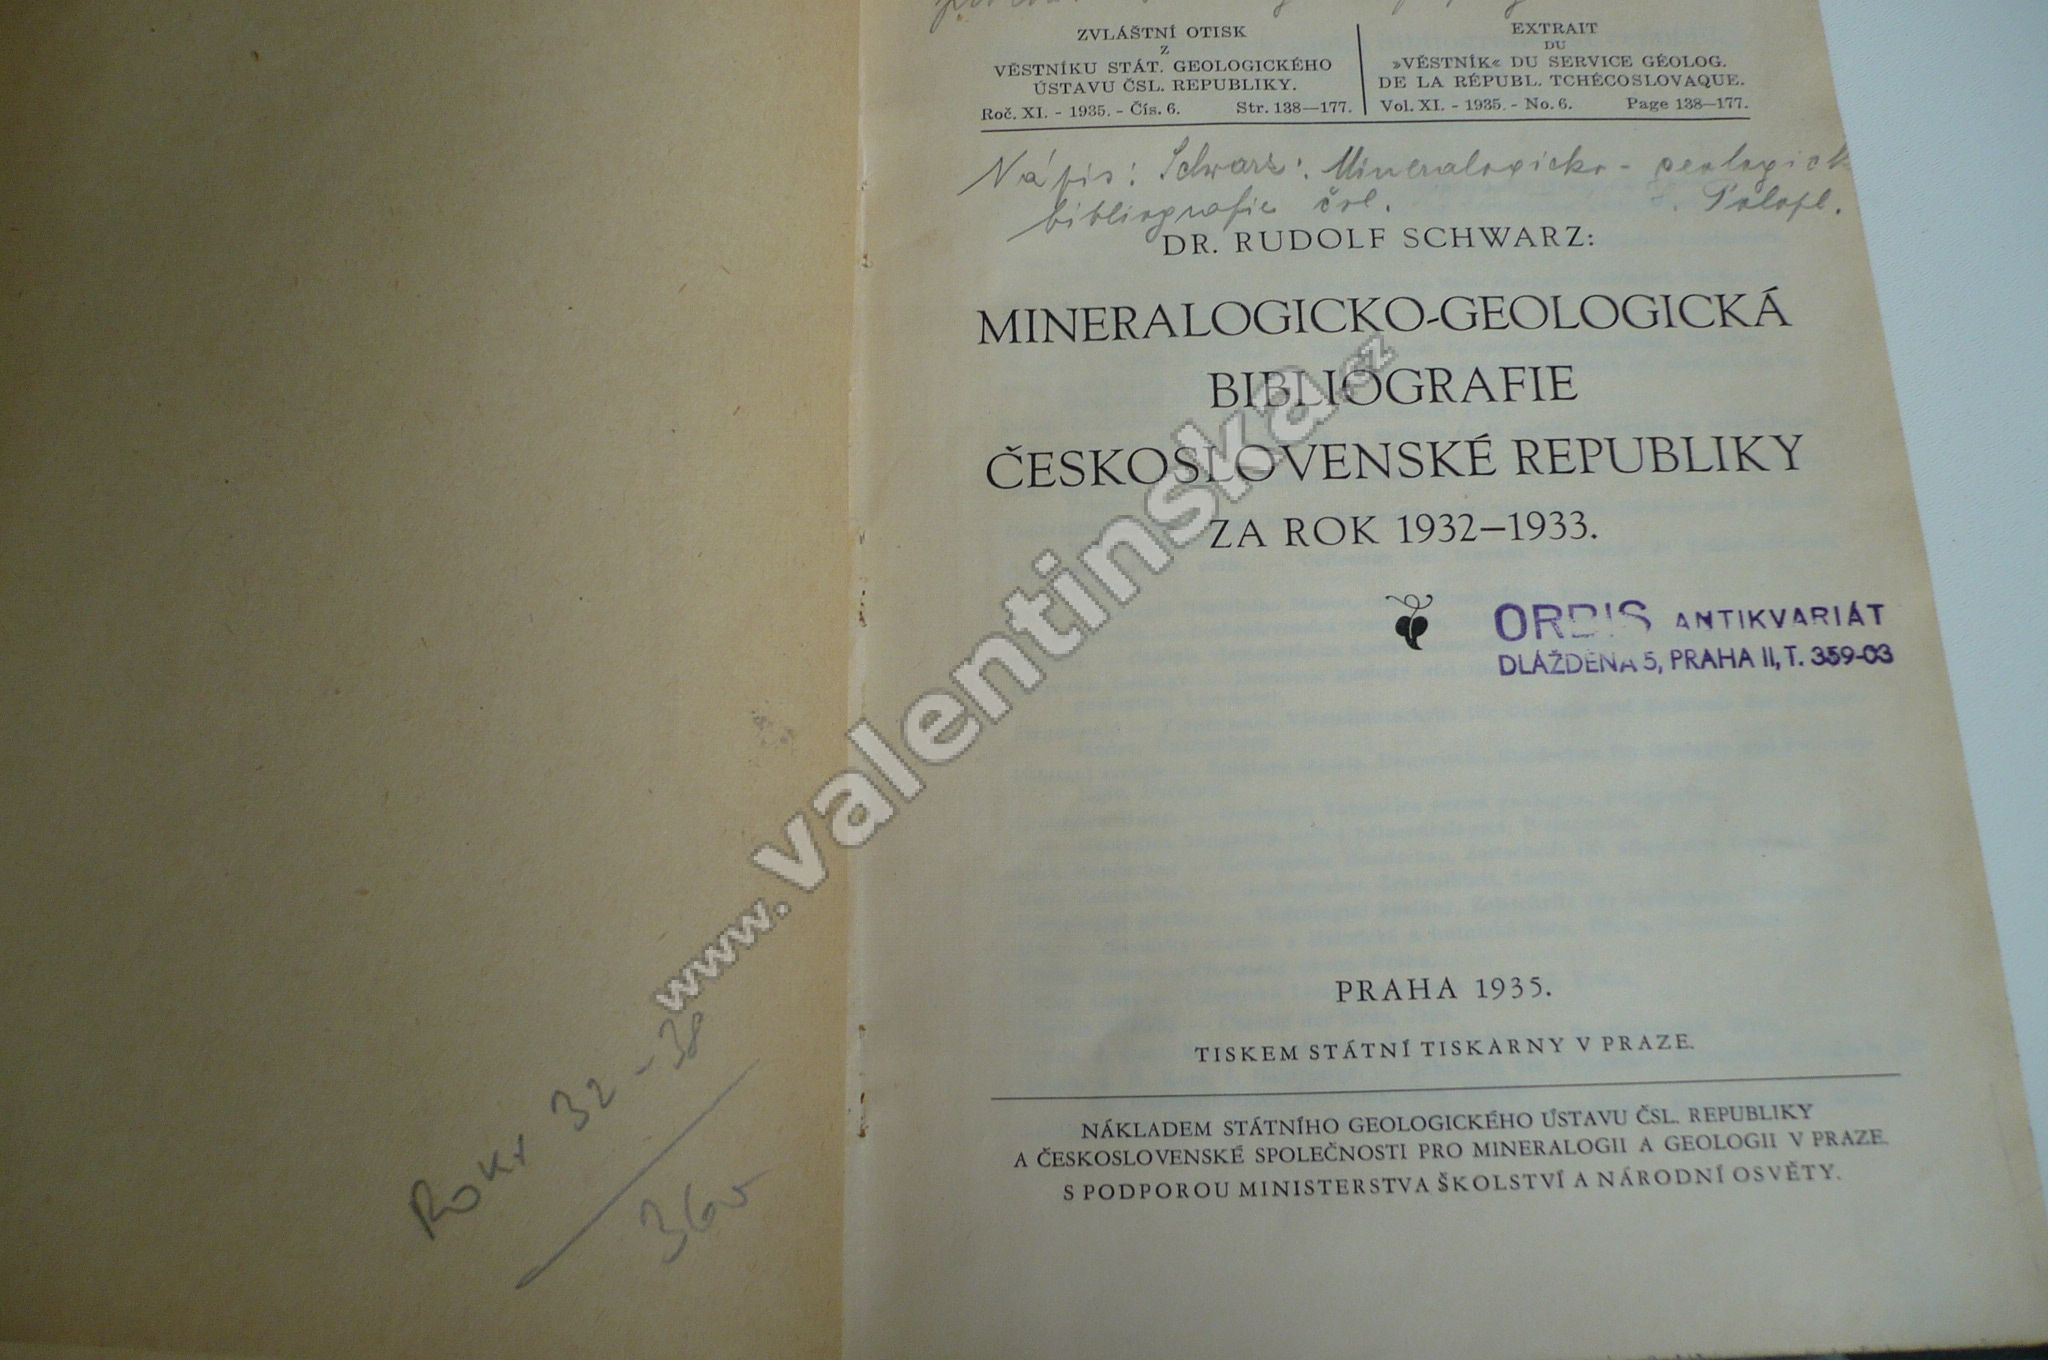 ZVLÁŠTNÍ OTISK
Z
VĚSTNÍKU STÁT. GEOLOGICKÉHO
ÚSTAVU ČSL. REPUBLIKY.
Roč. XI. - 1935. - Čís. 6. Str. 138—177.
EXTRAIT
DU
»VĚSTNÍK« DU SERVICE GÉOLOG.
DE LA RÉPUBL. TCHÉCOSLOVAQUE.
Vol. XI. - 1935. - No. 6. Page 138—177.
Nápis: Schwarz: Mineralogicko-geologick
bibliografie čsl.
DR. RUDOLF SCHWARZ:
MINERALOGICKO-GEOLOGICKÁ
BIBLIOGRAFIE
ČESKOSLOVENSKÉ REPUBLIKY
ZA ROK 1932—1933.
ORBIS ANTIKVARIÁT
DLÁŽDĚNÁ 5, PRAHA II, T. 359-03
PRAHA 1935.
TISKEM STÁTNÍ TISKÁRNY V PRAZE.
NÁKLADEM STÁTNÍHO GEOLOGICKÉHO ÚSTAVU ČSL. REPUBLIKY
A ČESKOSLOVENSKÉ SPOLEČNOSTI PRO MINERALOGII A GEOLOGII V PRAZE.
S PODPOROU MINISTERSTVA ŠKOLSTVÍ A NÁRODNÍ OSVĚTY.
Roky 32-38
www.valentinska.cz